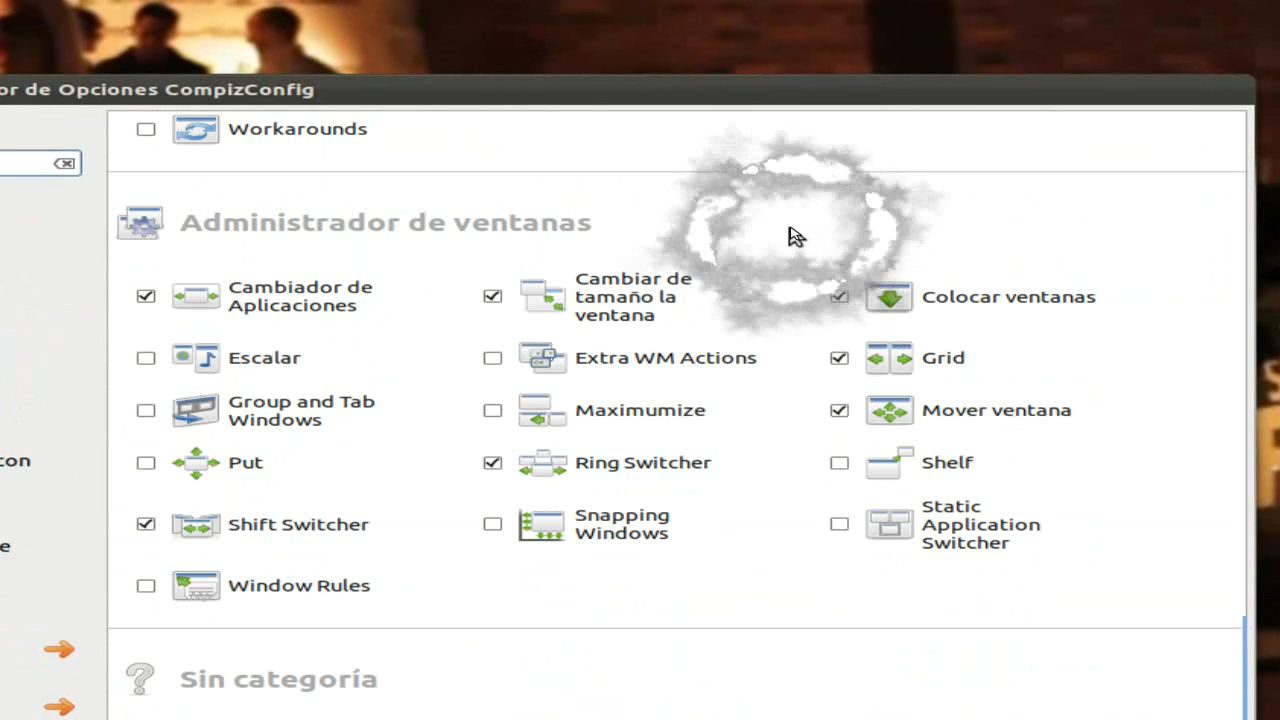 or de Opciones CompizConfig
Workarounds
Administrador de ventanas
Cambiador de
Aplicaciones
Cambiar de
tamaño la
ventana
Colocar ventanas
Escalar
Extra WM Actions
Grid
Group and Tab
Windows
Maximumize
Mover ventana
Put
Ring Switcher
Shelf
Shift Switcher
Snapping
Windows
Static
Application
Switcher
Window Rules
Sin categoría
con
e